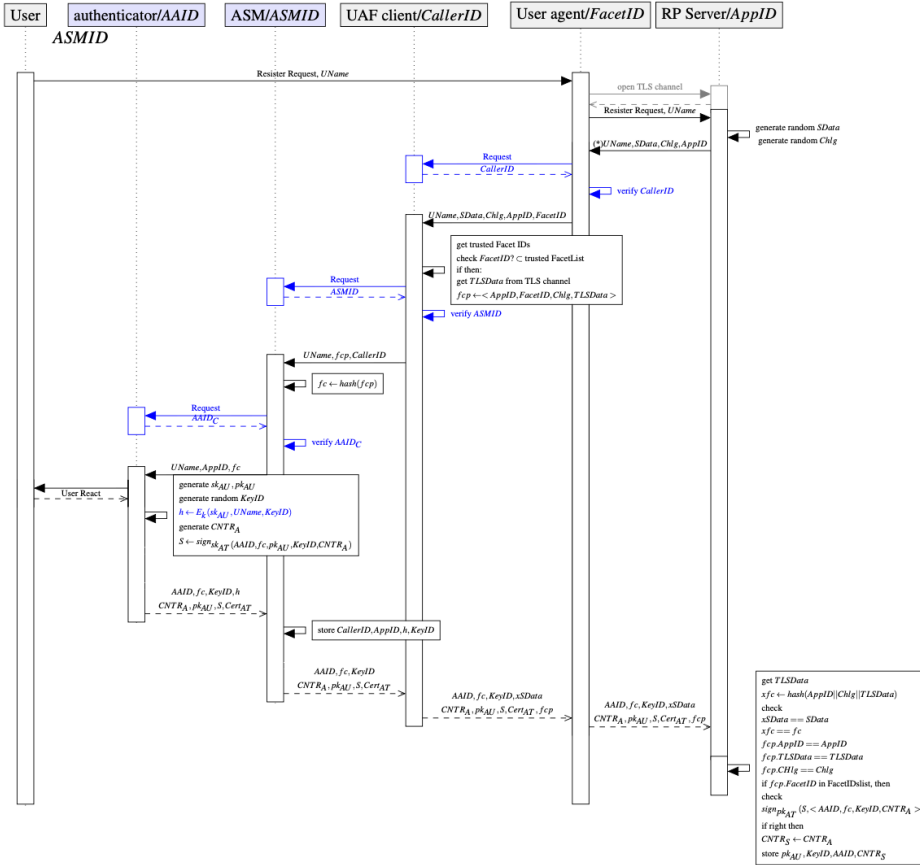 User
authenticator/AAID
ASM/ASMID
UAF client/CallerID
User agent/FacetID
RP Server/AppID
ASMID
Resister Request, UName
open TLS channel
Resister Request, UName
generate random SData
generate random Chlg
(*)UName,SData,Chlg,AppID
Request
CallerID
verify CallerID
UName,SData,Chlg,AppID,FacetID
get trusted Facet IDs
check FacetID? ⊂ trusted FacetList
if then:
get TLSData from TLS channel
fcp ←< AppID,FacetID,Chlg,TLSData >
Request
ASMID
verify ASMID
UName, fcp,CallerID
fc ← hash(fcp)
Request
AAID_C
verify AAID_C
UName,AppID, fc
User React
generate sk_AU, pk_AU
generate random KeyID
h ← E_k(sk_AU,UName,KeyID)
generate CNTR_A
S ← sign_sk_AT(AAID, fc,pk_AU,KeyID,CNTR_A)
AAID, fc,KeyID,h
CNTR_A, pk_AU,S,Cert_AT
store CallerID,AppID,h,KeyID
AAID, fc,KeyID
CNTR_A, pk_AU,S,Cert_AT
AAID, fc,KeyID,xSData
CNTR_A, pk_AU,S,Cert_AT, fcp
AAID, fc,KeyID,xSData
CNTR_A, pk_AU,S,Cert_AT, fcp
get TLSData
xfc ← hash(AppID||Chlg||TLSData)
check
xSData == SData
xfc == fc
fcp.AppID == AppID
fcp.TLSData == TLSData
fcp.CHlg == Chlg
if fcp.FacetID in FacetIDslist, then
check
sign_pk_AT(S,< AAID, fc,KeyID,CNTR_A >
if right then
CNTR_S ← CNTR_A
store pk_AU,KeyID,AAID,CNTR_S